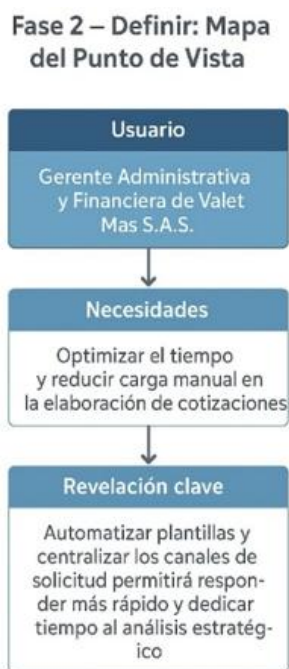 Fase 2 – Definir: Mapa
del Punto de Vista
Usuario
Gerente Administrativa
y Financiera de Valet
Mas S.A.S.
Necesidades
Optimizar el tiempo
y reducir carga manual en
la elaboración de cotizaciones
Revelación clave
Automatizar plantillas y
centralizar los canales de
solicitud permitirá respon-
der más rápido y dedicar
tiempo al análisis estratég-
ico